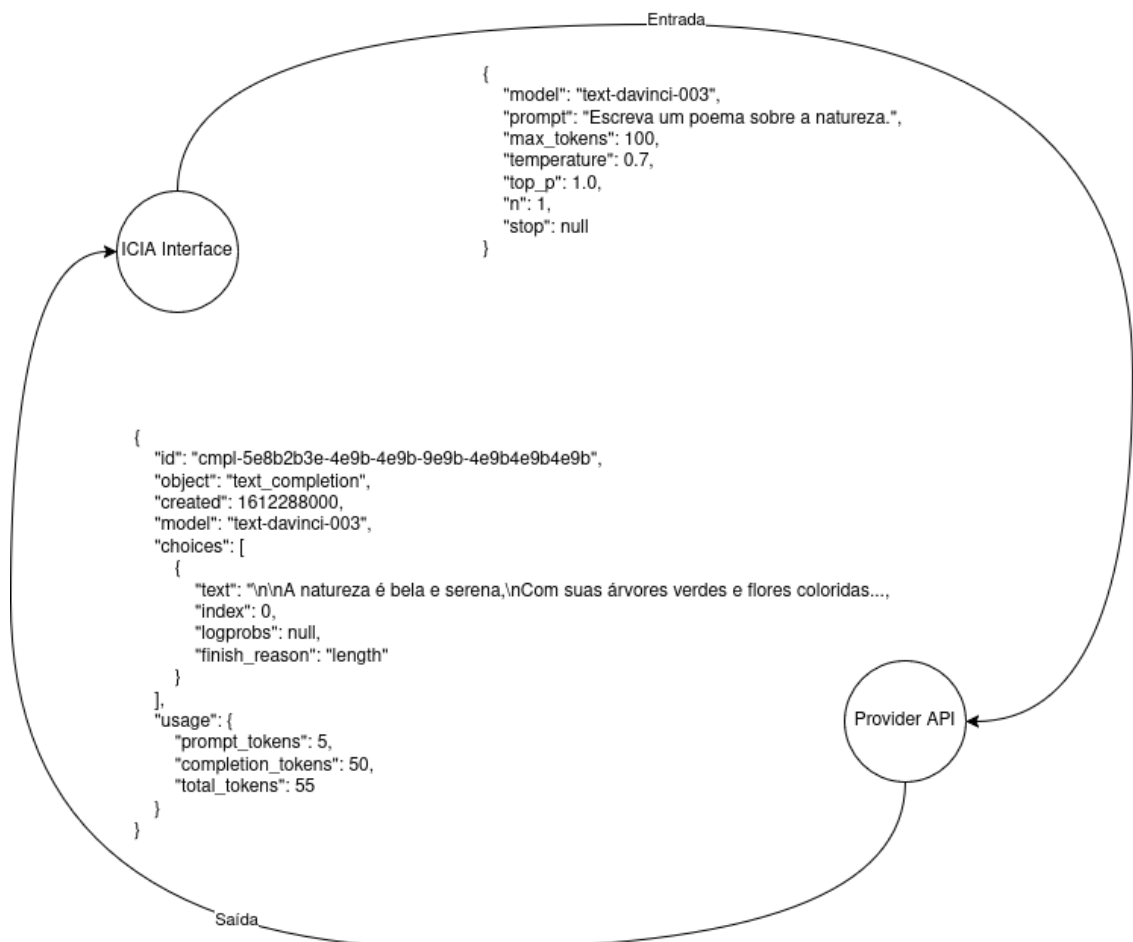 Entrada
{
"model": "text-davinci-003",
"prompt": "Escreva um poema sobre a natureza.",
"max_tokens": 100,
"temperature": 0.7,
"top_p": 1.0,
"n": 1,
"stop": null
}
ICIA Interface
{
"id": "cmpl-5e8b2b3e-4e9b-4e9b-9e9b-4e9b4e9b4e9b",
"object": "text_completion",
"created": 1612288000,
"model": "text-davinci-003",
"choices": [
{
"text": "\n\nA natureza é bela e serena,\nCom suas árvores verdes e flores coloridas...,
"index": 0,
"logprobs": null,
"finish_reason": "length"
}
],
"usage": {
"prompt_tokens": 5,
"completion_tokens": 50,
"total_tokens": 55
}
}
Provider API
Saída